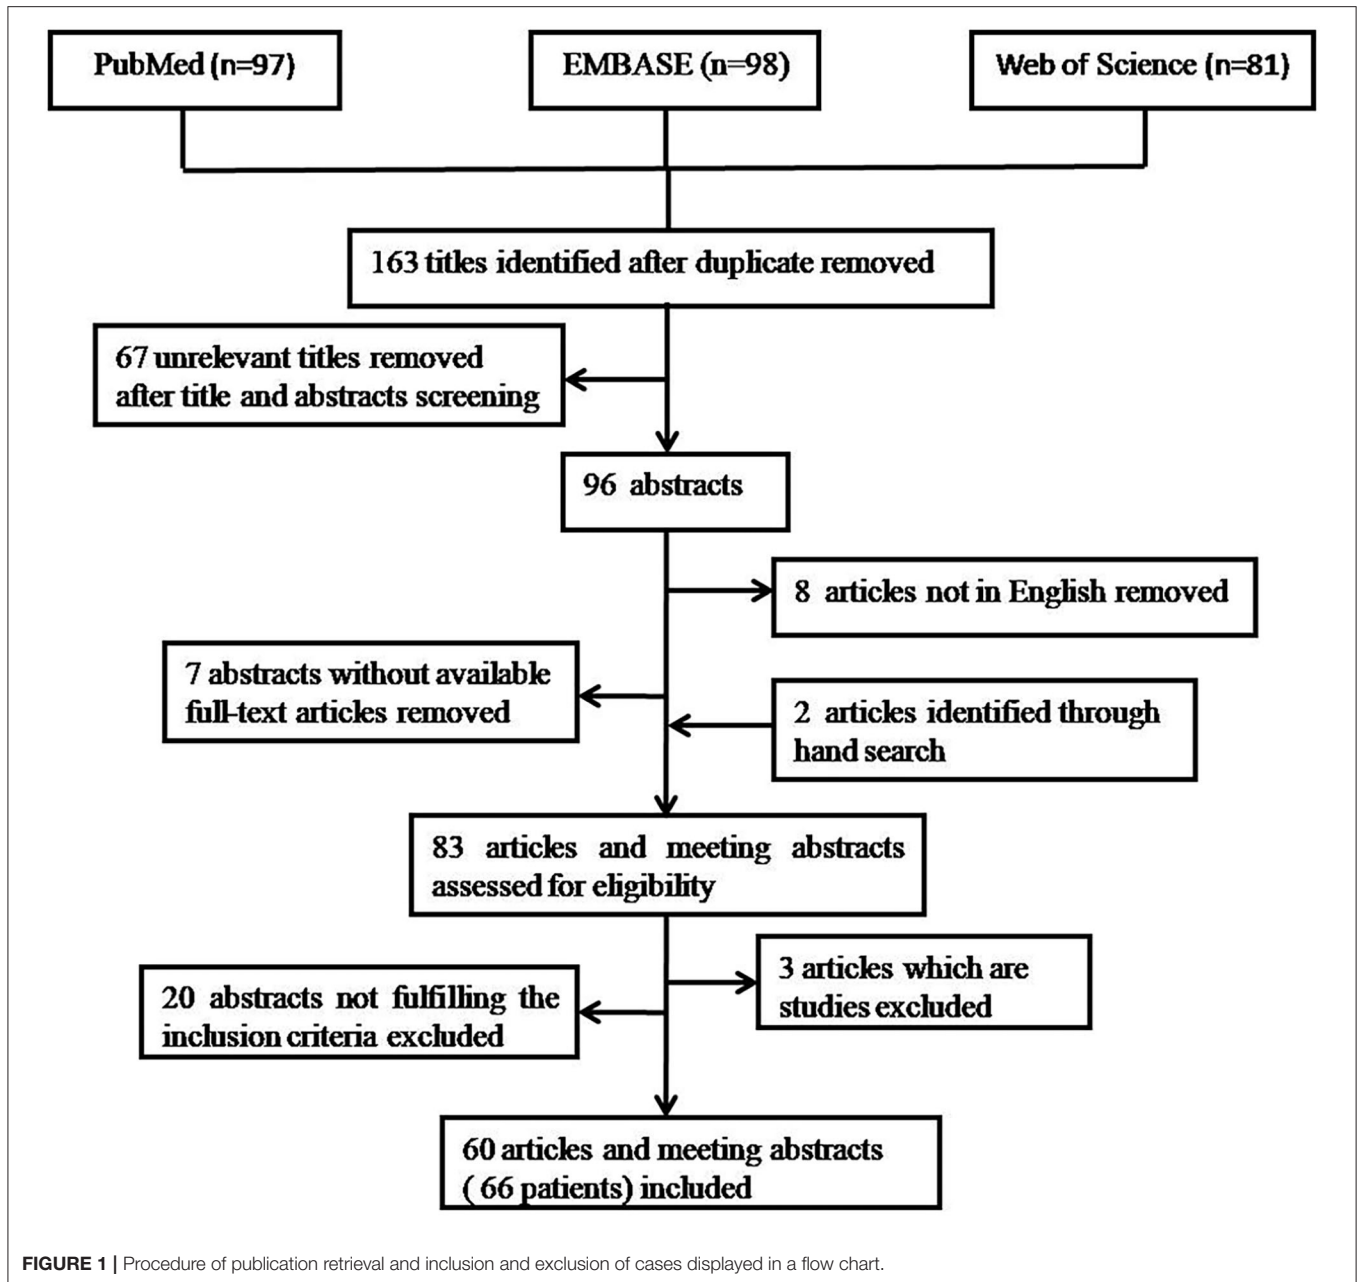 PubMed (n=97)
EMBASE (n=98)
Web of Science (n=81)
163 titles identified after duplicate removed
67 unrelevant titles removed
after title and abstracts screening
96 abstracts
8 articles not in English removed
7 abstracts without available
full-text articles removed
2 articles identified through
hand search
83 articles and meeting abstracts
assessed for eligibility
3 articles which are
studies excluded
20 abstracts not fulfilling the
inclusion criteria excluded
60 articles and meeting abstracts
( 66 patients) included
FIGURE 1 | Procedure of publication retrieval and inclusion and exclusion of cases displayed in a flow chart.